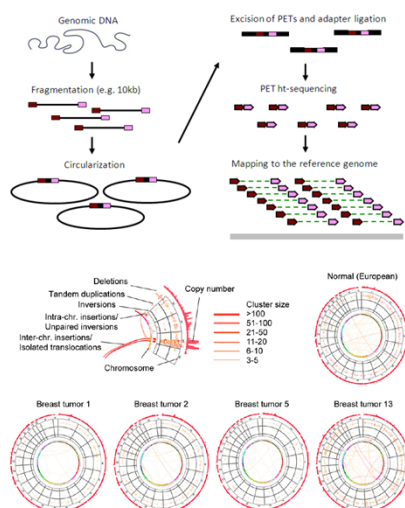 Genomic DNA
Fragmentation (e.g. 10kb)
Circularization
Excision of PETs and adapter ligation
PET ht-sequencing
Mapping to the reference genome
Deletions
Tandem duplications
Inversions
Intra-chr. insertions/
Unpaired inversions
Inter-chr. insertions/
Isolated translocations
Chromosome
Copy number
Cluster size
>100
51-100
21-50
11-20
6-10
3-5
Normal (European)
Breast tumor 1
Breast tumor 2
Breast tumor 5
Breast tumor 13